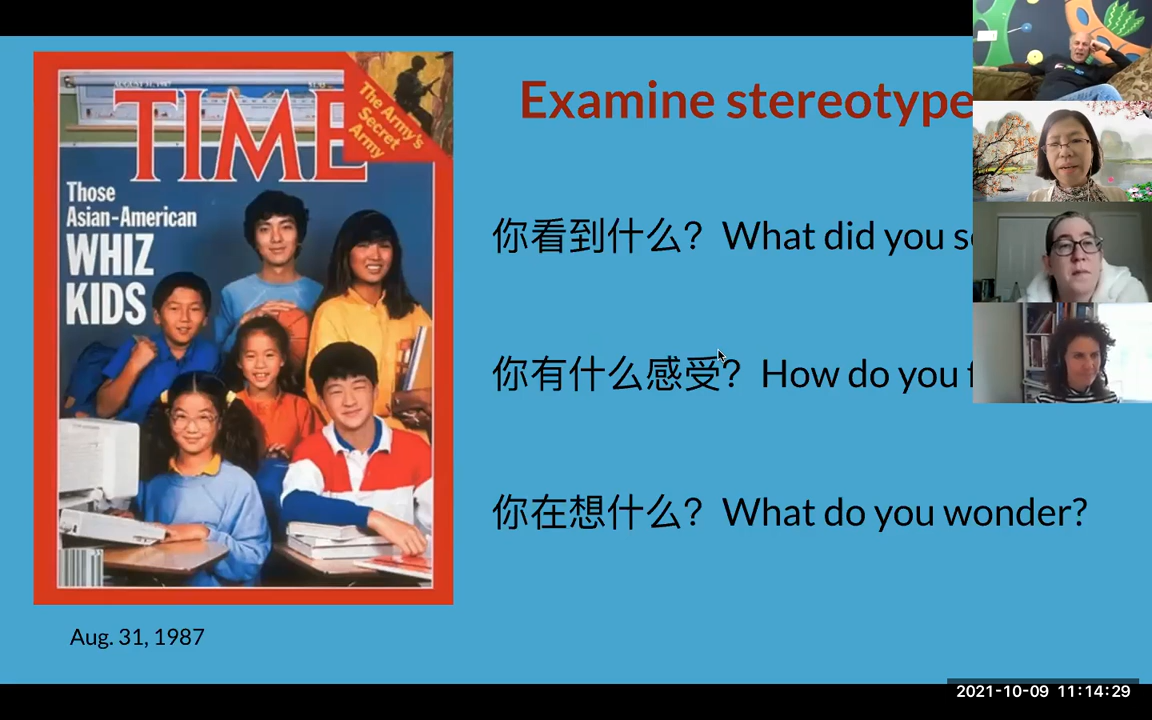 TIME
The Army's
Secret
Army
Those
Asian-American
WHIZ
KIDS
Aug. 31, 1987
Examine stereotype
你看到什么？ What did you
你有什么感受？ How do you
你在想什么？ What do you wonder?
2021-10-09 11:14:29